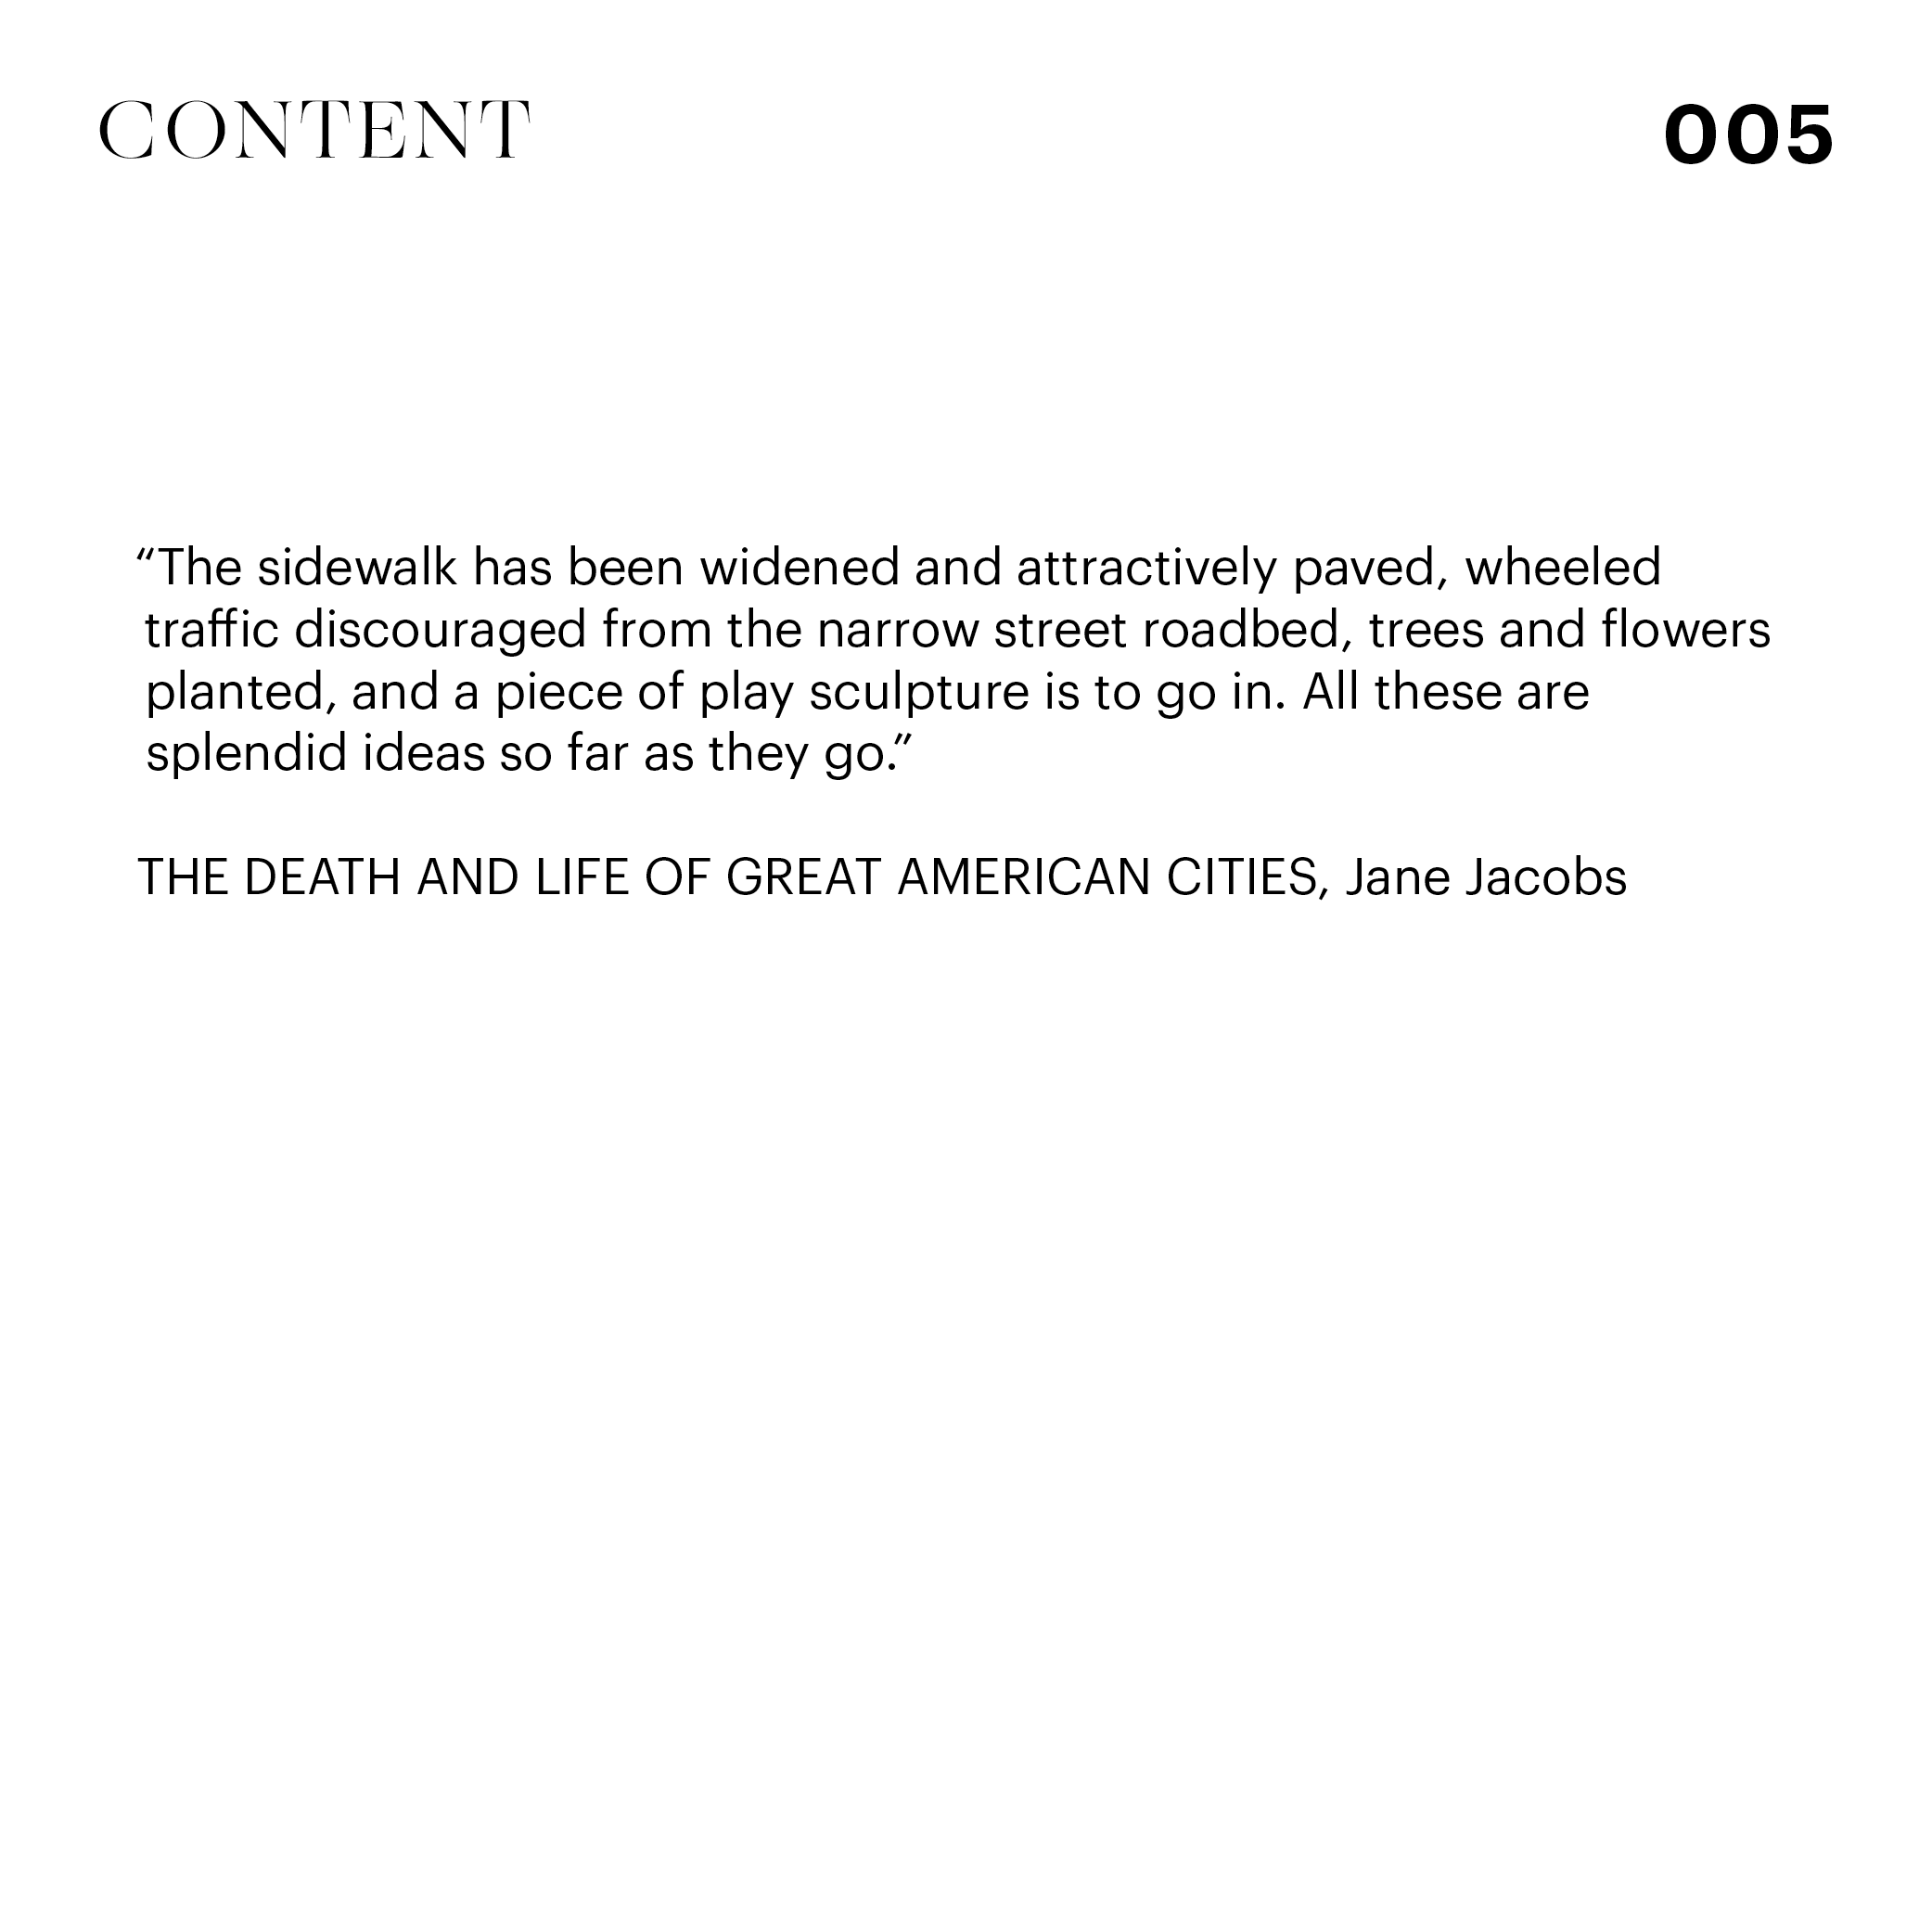 CONTENT
005
“The sidewalk has been widened and attractively paved, wheeled
traffic discouraged from the narrow street roadbed, trees and flowers
planted, and a piece of play sculpture is to go in. All these are
splendid ideas so far as they go.”
THE DEATH AND LIFE OF GREAT AMERICAN CITIES, Jane Jacobs